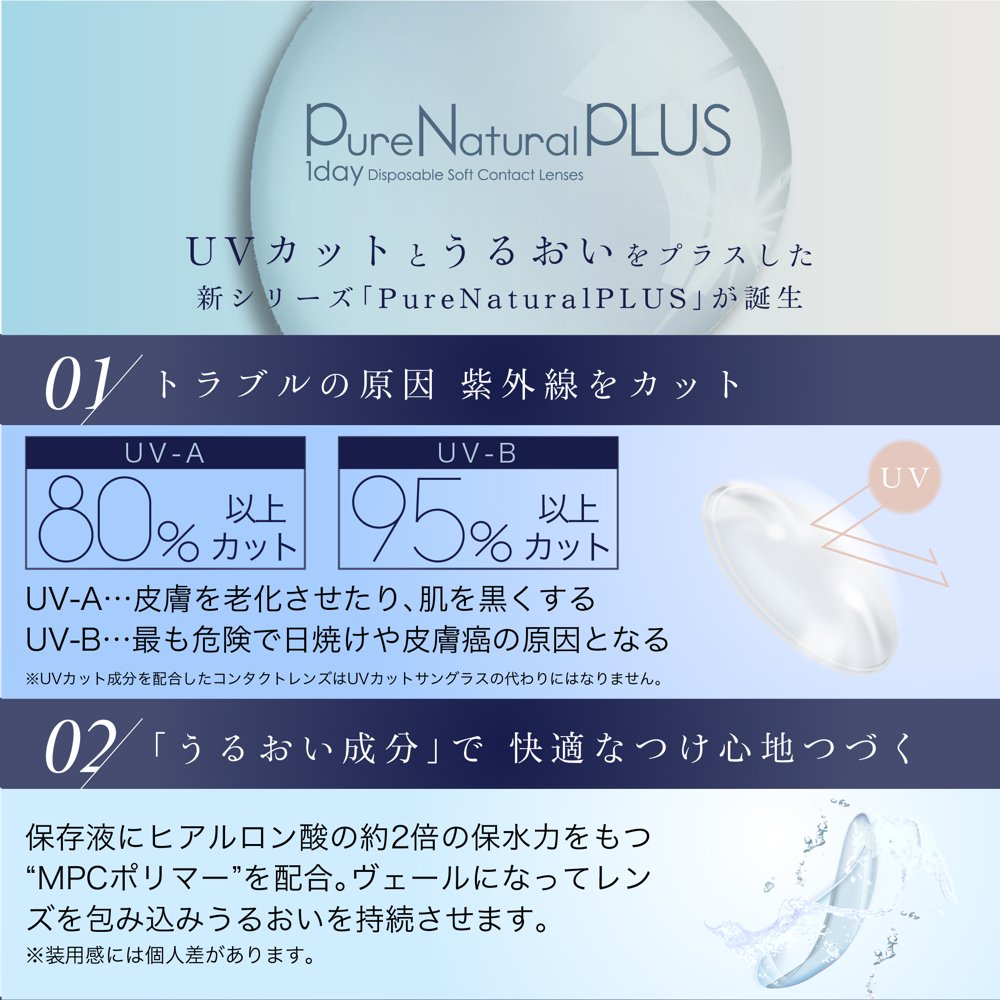 PureNaturalPLUS
1day Disposable Soft Contact Lenses
UVカットとうるおいをプラスした
新シリーズ「PureNaturalPLUS」が誕生
01 トラブルの原因 紫外線をカット
UV-A
80% 以上カット
UV-B
95% 以上カット
UV
UV-A…皮膚を老化させたり、肌を黒くする
UV-B…最も危険で日焼けや皮膚癌の原因となる
※UVカット成分を配合したコンタクトレンズはUVカットサングラスの代わりにはなりません。
02 「うるおい成分」で 快適なつけ心地つづく
保存液にヒアルロン酸の約2倍の保水力をもつ
“MPCポリマー”を配合。ヴェールになってレン
ズを包み込みうるおいを持続させます。
※装用感には個人差があります。